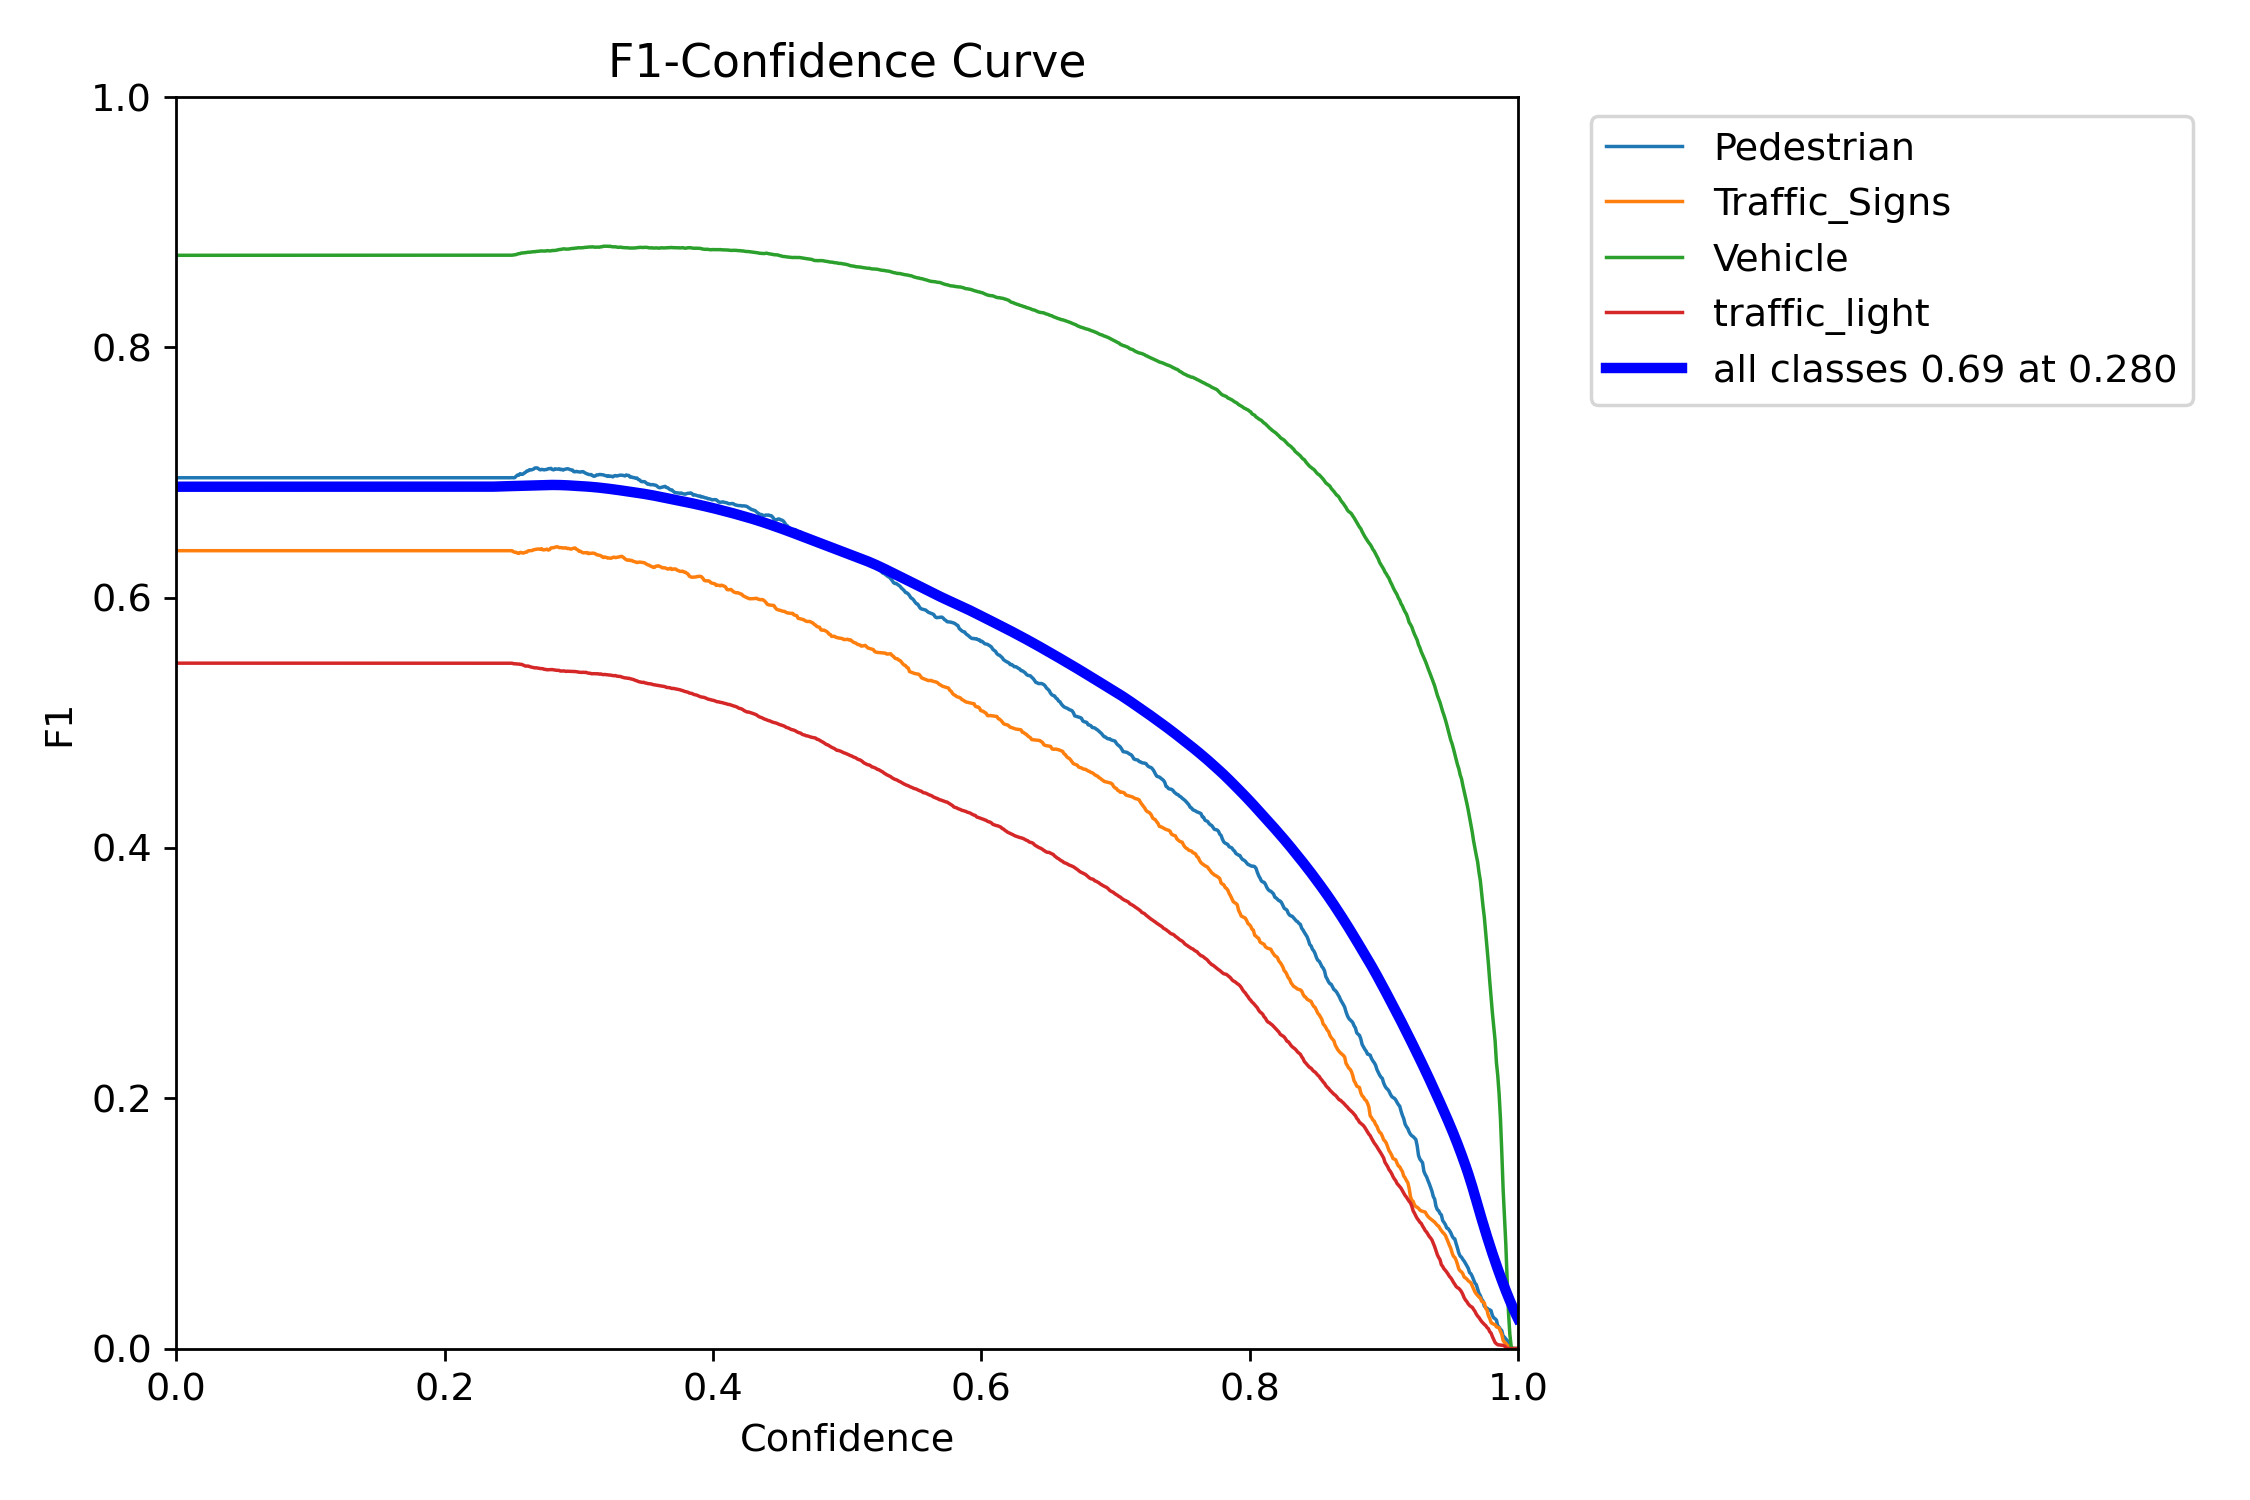 F1-Confidence Curve
1.0
0.8
0.6
0.4
0.2
0.0
F1
0.0 0.2 0.4 0.6 0.8 1.0
Confidence
Pedestrian
Traffic_Signs
Vehicle
traffic_light
all classes 0.69 at 0.280